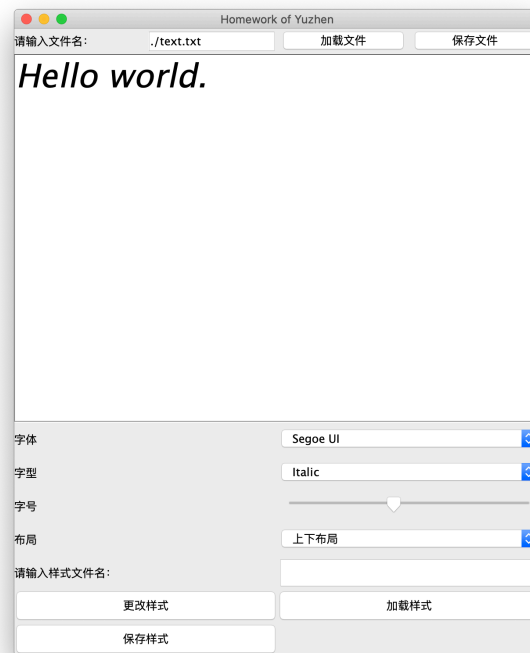 Homework of Yuzhen
请输入文件名: ./text.txt 加载文件 保存文件
Hello world.
字体 Segoe UI
字型 Italic
字号
布局 上下布局
请输入样式文件名:
更改样式 加载样式
保存样式